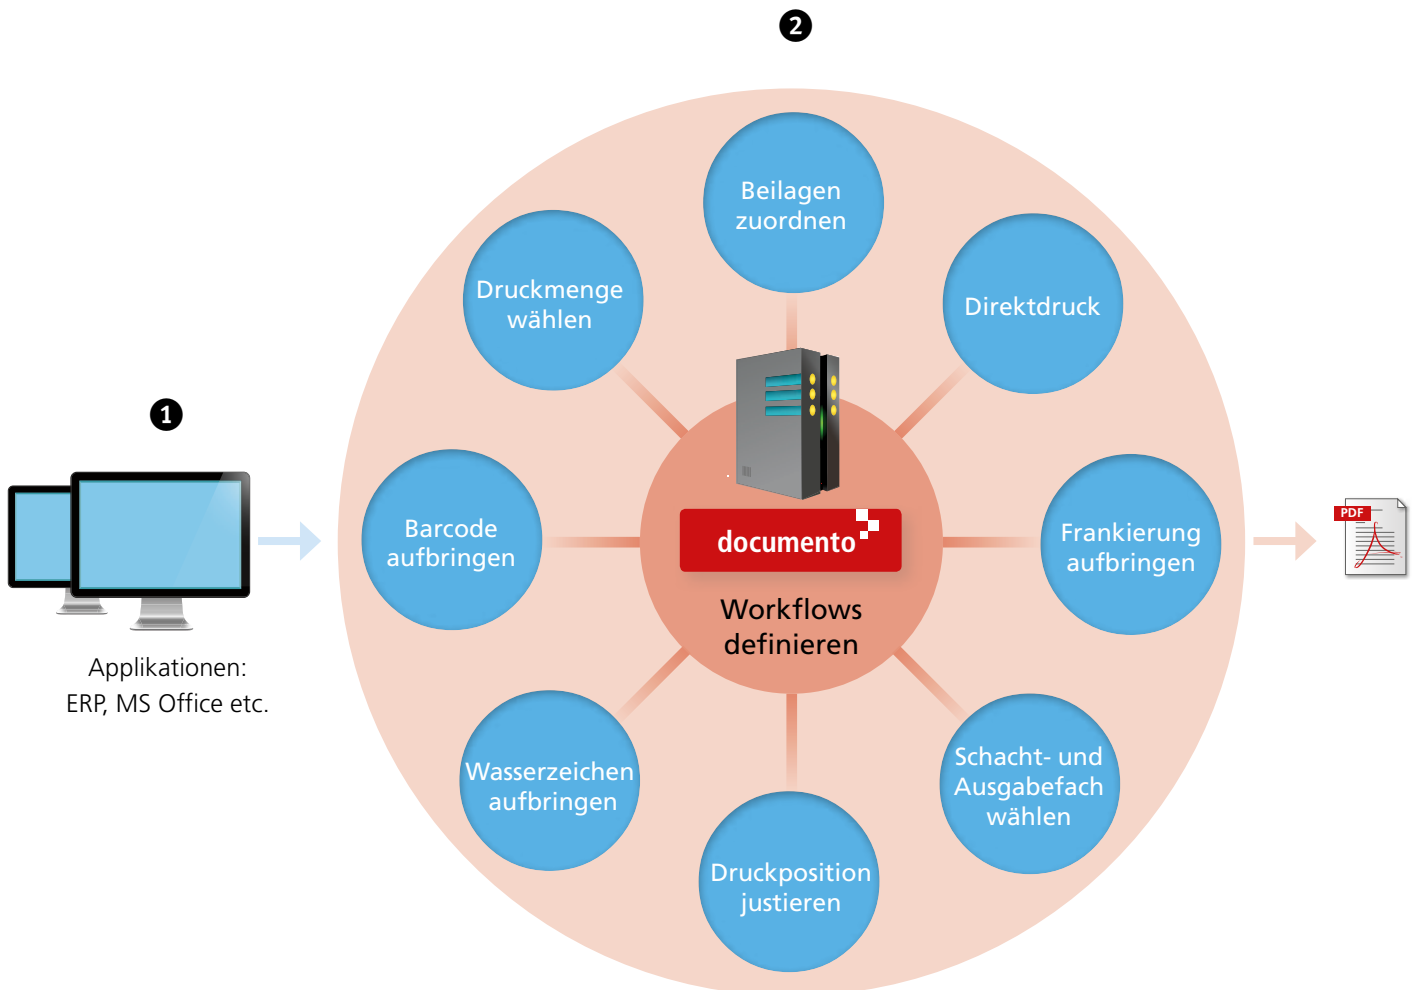 2
Beilagen
zuordnen
Druckmenge
wählen
Direktdruck
1
Barcode
aufbringen
documento
Frankierung
aufbringen
PDF
Workflows
definieren
Applikationen:
ERP, MS Office etc.
Wasserzeichen
aufbringen
Schacht- und
Ausgabefach
wählen
Druckposition
justieren